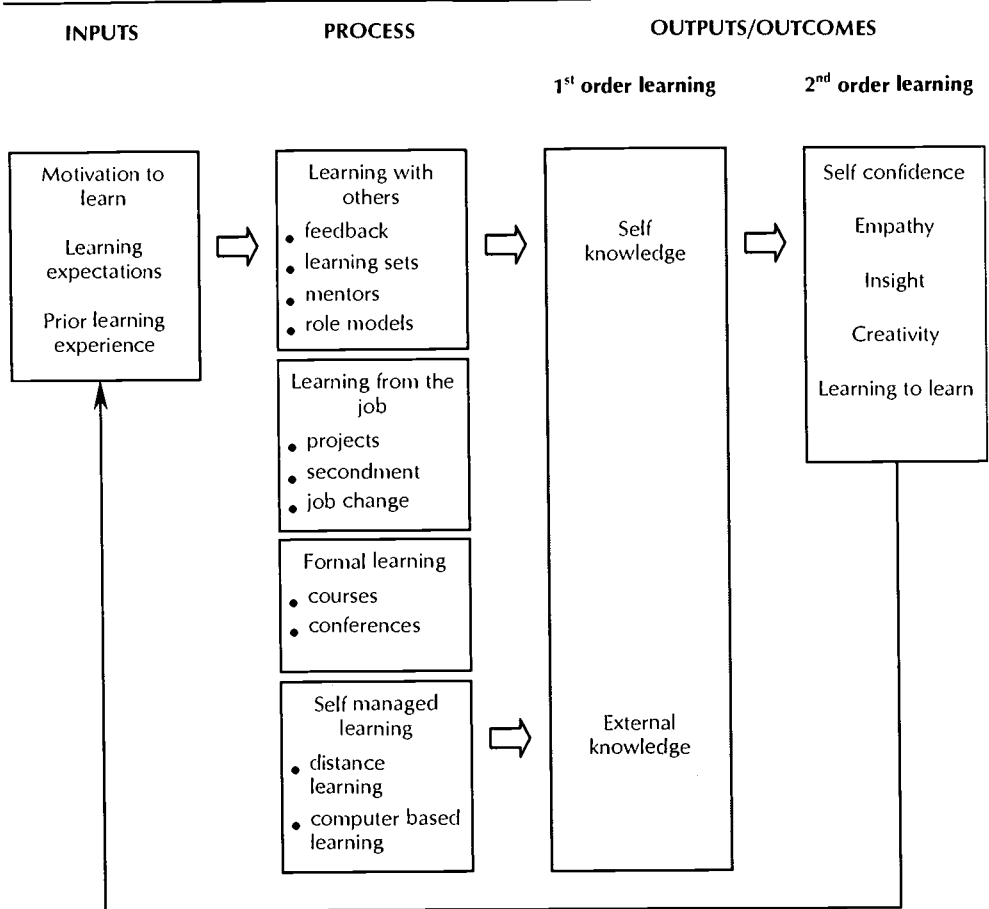 INPUTS
PROCESS
OUTPUTS/OUTCOMES
1st order learning
2nd order learning
Motivation to
learn
Learning
expectations
Prior learning
experience
Learning with
others
• feedback
• learning sets
• mentors
• role models
Learning from the
job
• projects
• secondment
• job change
Formal learning
• courses
• conferences
Self managed
learning
• distance
learning
• computer based
learning
Self
knowledge
External
knowledge
Self confidence
Empathy
Insight
Creativity
Learning to learn